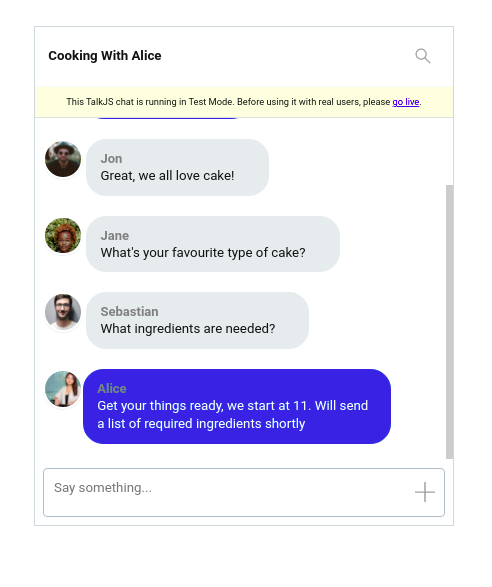 Cooking With Alice
This TalkJS chat is running in Test Mode. Before using it with real users, please go live.
Jon
Great, we all love cake!
Jane
What's your favourite type of cake?
Sebastian
What ingredients are needed?
Alice
Get your things ready, we start at 11. Will send
a list of required ingredients shortly
Say something...